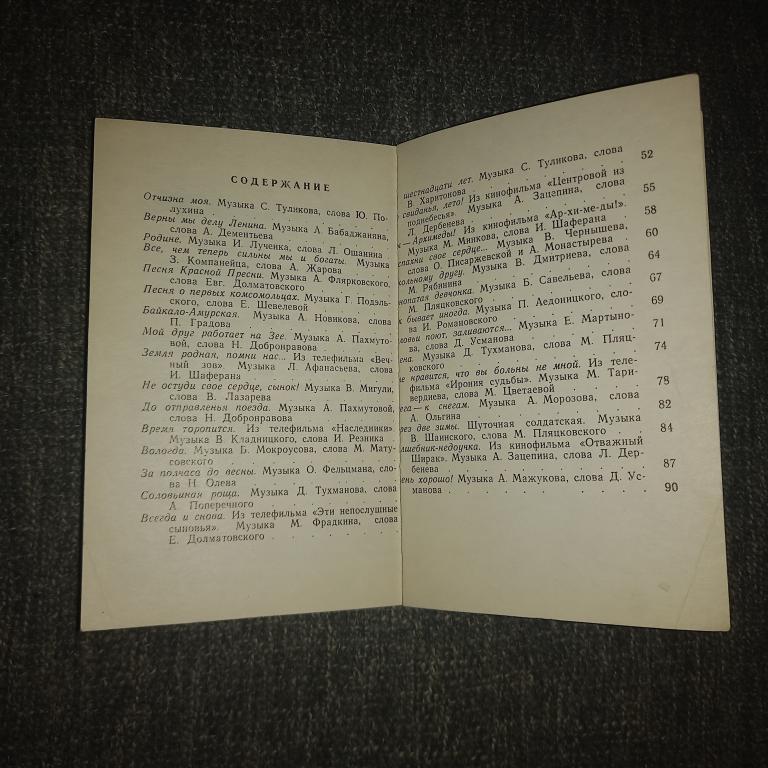 СОДЕРЖАНИЕ
Отчизна моя. Музыка С. Туликова, слова Ю. По-
лухина
Верны мы делу Ленина. Музыка А. Бабаджаняна,
слова А. Дементьева
Родине. Музыка И. Лученка, слова Л. Ошанина
Все, чем теперь сильны мы и богаты. Музыка
З. Компанейца, слова А. Жарова
Песня Красной Пресни. Музыка А. Флярковского,
слова Евг. Долматовского
Песня о первых комсомольцах. Музыка Г. Подэль-
ского, слова Е. Шевелевой
Байкало-Амурская. Музыка А. Новикова, слова
П. Градова
Мой друг работает на Зее. Музыка А. Пахмуто-
вой, слова Н. Добронравова
Земля родная, помни нас... Из телефильма «Веч-
ный зов» Музыка Л. Афанасьева, слова
И. Шаферана
Не остуди свое сердце, сынок! Музыка В. Мигули,
слова В. Лазарева
До отправленья поезда. Музыка А. Пахмутовой,
слова Н. Добронравова
Время торопится. Из телефильма «Наследники»
Музыка В. Кладницкого, слова И. Резника
Вологда. Музыка Б. Мокроусова, слова М. Мату-
совского
За полчаса до весны. Музыка О. Фельцмана, сло-
ва Н. Олева
Соловьиная роща. Музыка Д. Тухманова, слова
А. Поперечного
Всегда и снова. Из телефильма «Эти непослушные
сыновья». Музыка М. Фрадкина, слова
Е. Долматовского
шестнадцати лет. Музыка С. Туликова, слова
В. Харитонова 52
свиданья, лето! Из кинофильма «Центровой из
поднебесья». Музыка А. Зацепина, слова
Л. Дербенева 55
к — Архимеды! Из кинофильма «Ар-хи-ме-ды!».
Музыка М. Минкова, слова И. Шаферана 58
спахни свое сердце... Музыка В. Чернышева,
слова О. Писаржевской и А. Монастырева 60
кольному другу. Музыка В. Дмитриева, слова
М. Рябинина 64
нопатая девчонка. Музыка Б. Савельева, слова
М. Пляцковского 67
к бывает иногда. Музыка П. Аедоницкого, сло-
ва И. Романовского 69
ловьи поют, заливаются... Музыка Е. Мартыно-
ва, слова Д. Усманова 71
ена. Музыка Д. Тухманова, слова М. Пляц-
ковского 74
не нравится, что вы больны не мной. Из теле-
фильма «Ирония судьбы». Музыка М. Тари-
вердиева, слова М. Цветаевой 78
ега — к снегам. Музыка А. Морозова, слова
А. Ольгина 82
рез две зимы. Шуточная солдатская. Музыка
В. Шаинского, слова М. Пляцковского 84
лшебник-недоучка. Из кинофильма «Отважный
Ширак». Музыка А. Зацепина, слова Л. Дер-
бенева 87
ень хорошо! Музыка А. Мажукова, слова Д. Ус-
манова 90